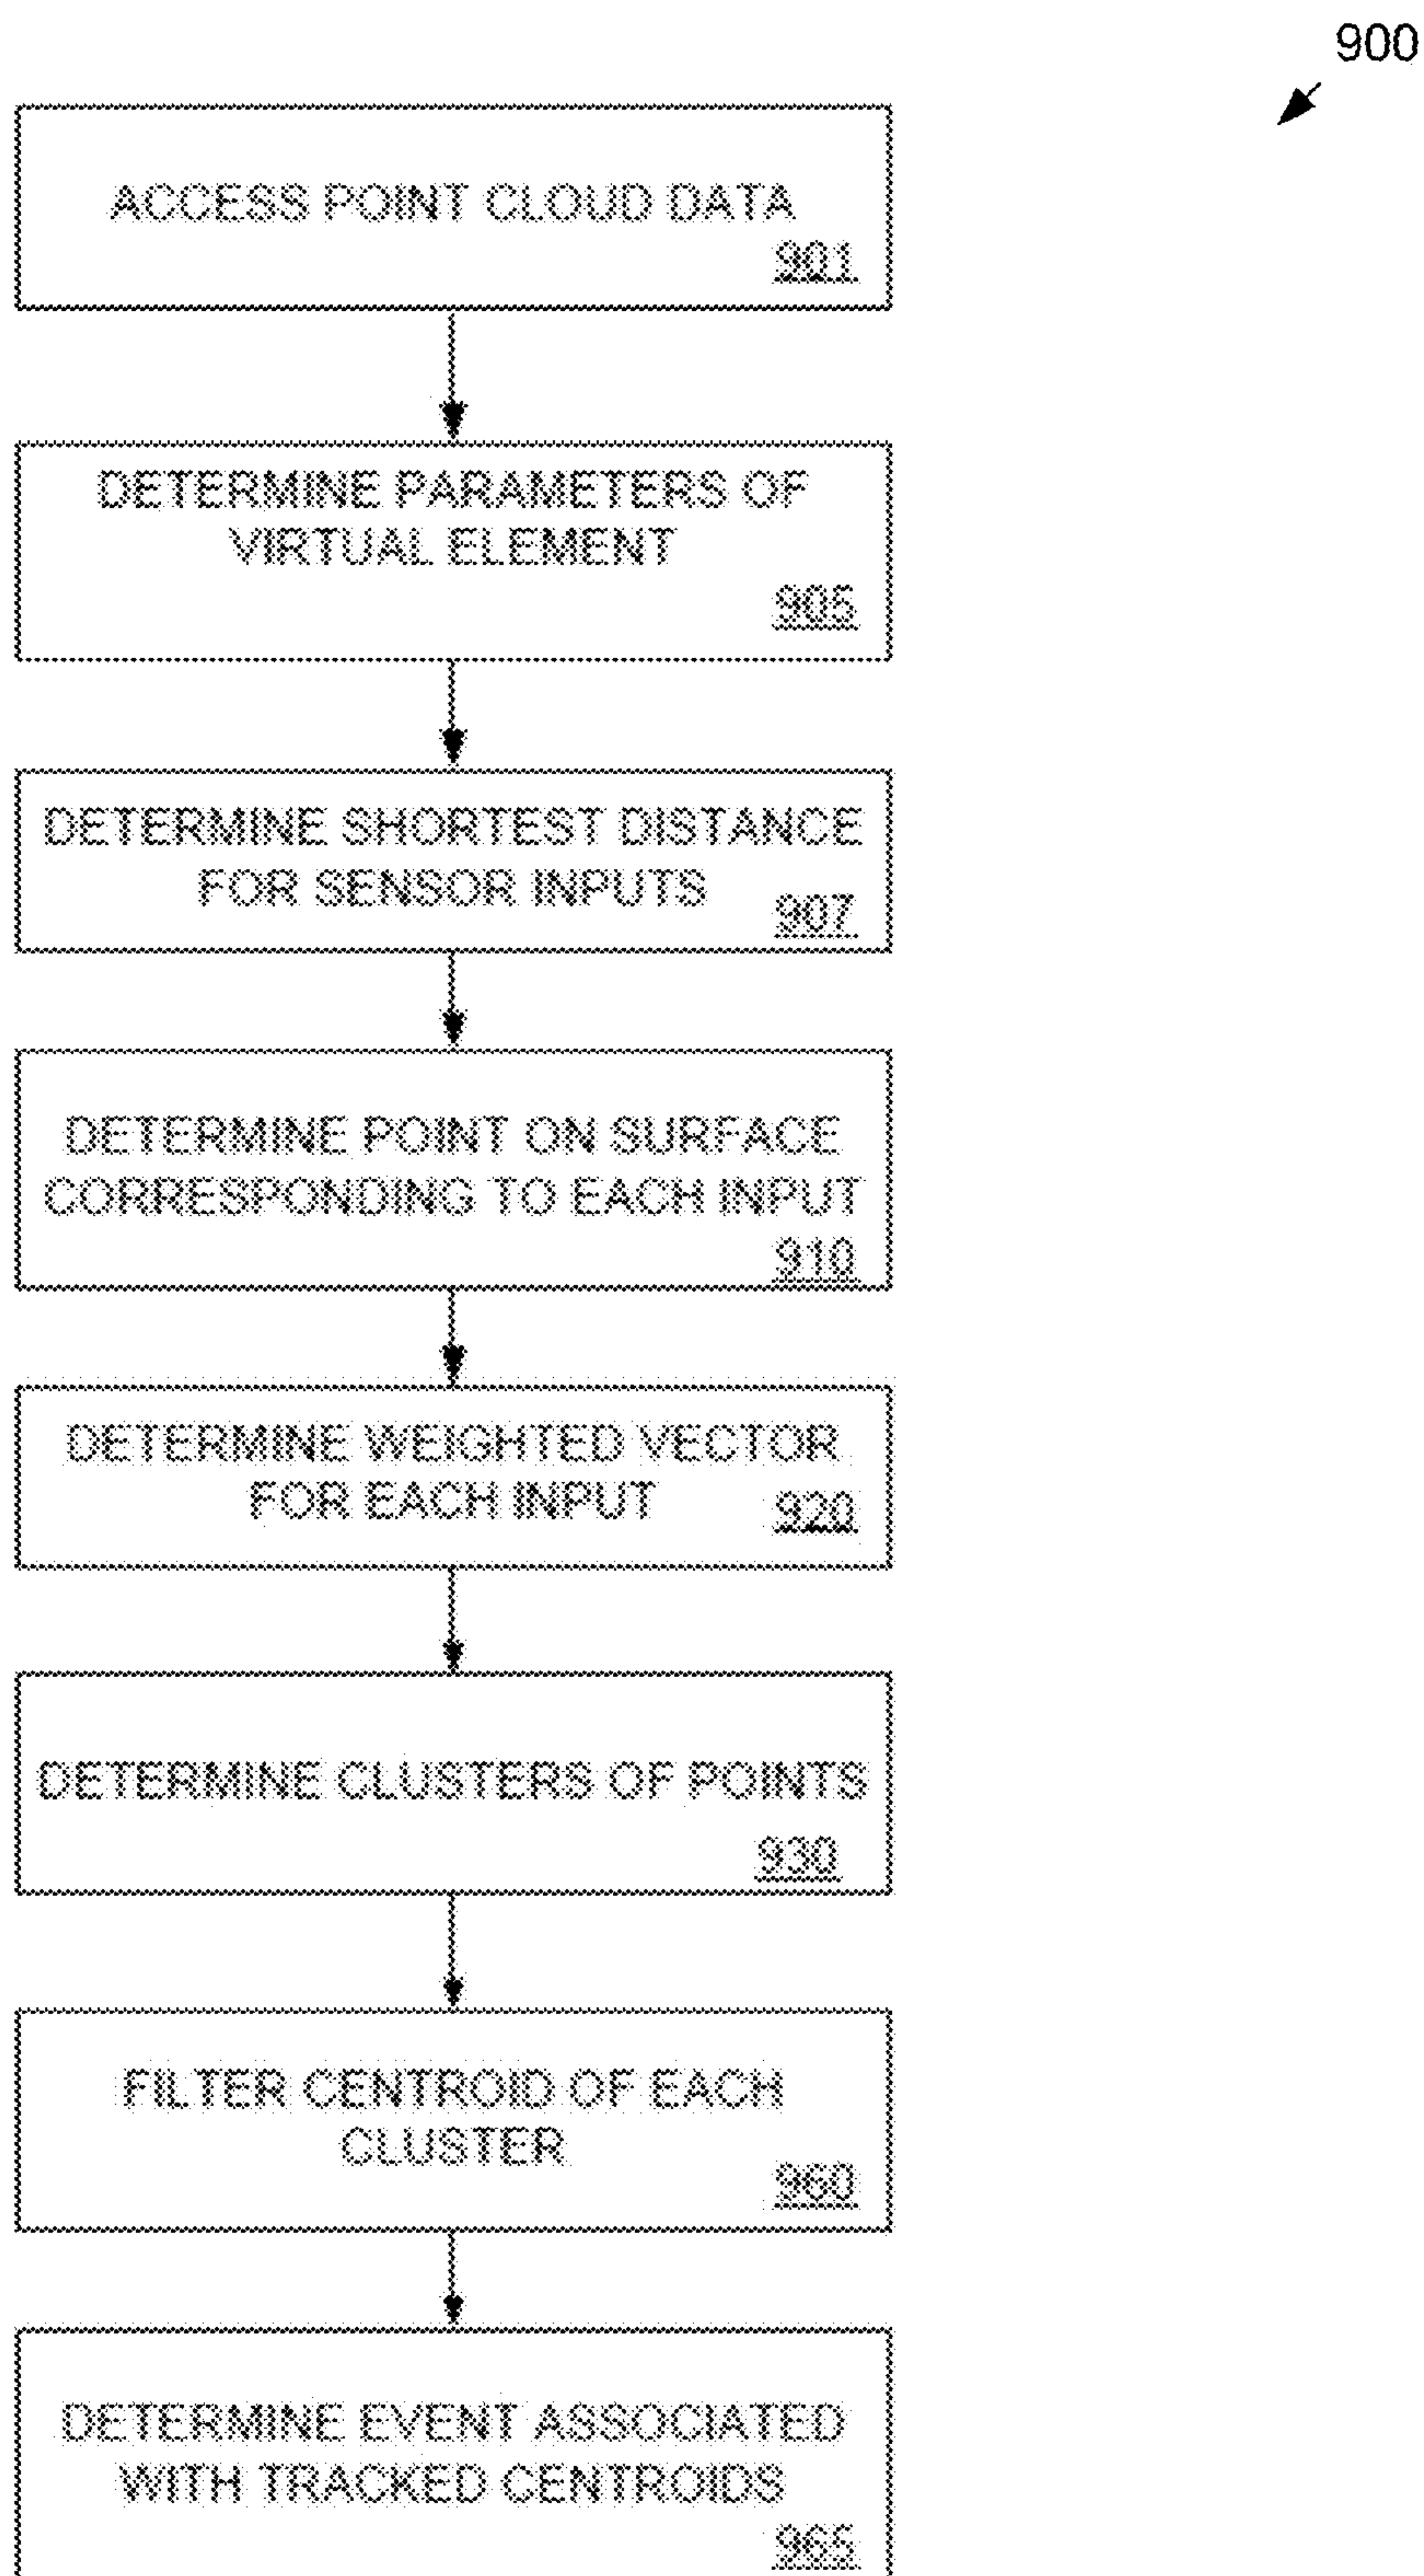 900
ACCESS POINT CLOUD DATA
901
DETERMINE PARAMETERS OF
VIRTUAL ELEMENT
905
DETERMINE SHORTEST DISTANCE
FOR SENSOR INPUTS
907
DETERMINE POINT ON SURFACE
CORRESPONDING TO EACH INPUT
910
DETERMINE WEIGHTED VECTOR
FOR EACH INPUT
920
DETERMINE CLUSTERS OF POINTS
930
FILTER CENTROID OF EACH
CLUSTER
960
DETERMINE EVENT ASSOCIATED
WITH TRACKED CENTROIDS
965